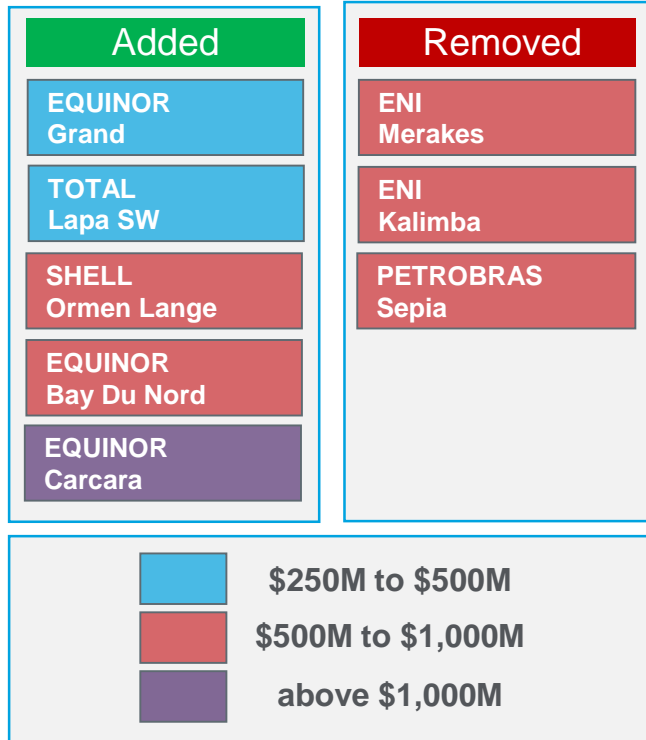 Added
EQUINOR
Grand
TOTAL
Lapa SW
SHELL
Ormen Lange
EQUINOR
Bay Du Nord
EQUINOR
Carcara
Removed
ENI
Merakes
ENI
Kalimba
PETROBRAS
Sepia
$250M to $500M
$500M to $1,000M
above $1,000M